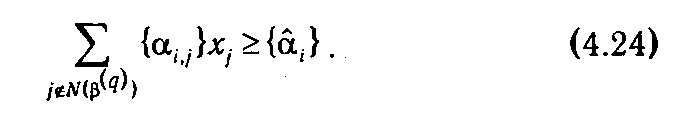 ∑_{j∉N(β^{(q)})} {α_{i,j}}x_j ≥ {α̂_i} . (4.24)